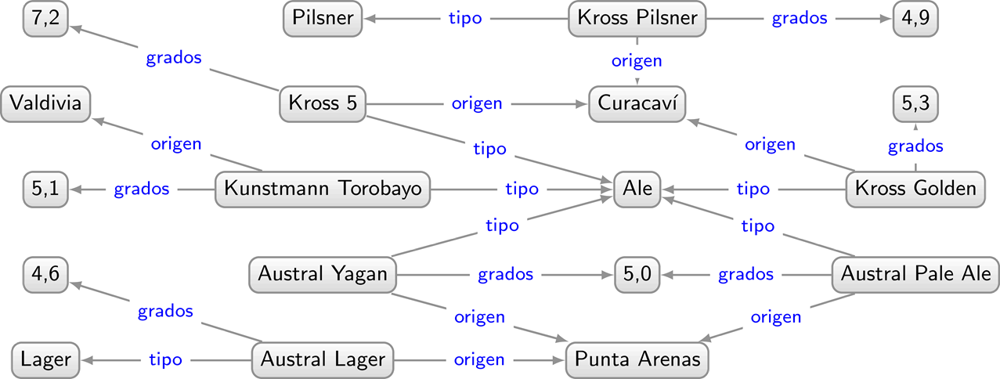 7,2
Pilsner
tipo
Kross Pilsner
grados
4,9
grados
origen
Valdivia
Kross 5
origen
Curacaví
5,3
origen
tipo
origen
grados
5,1
grados
Kunstmann Torobayo
tipo
Ale
tipo
Kross Golden
tipo
tipo
4,6
Austral Yagan
grados
5,0
grados
Austral Pale Ale
grados
origen
origen
Lager
tipo
Austral Lager
origen
Punta Arenas